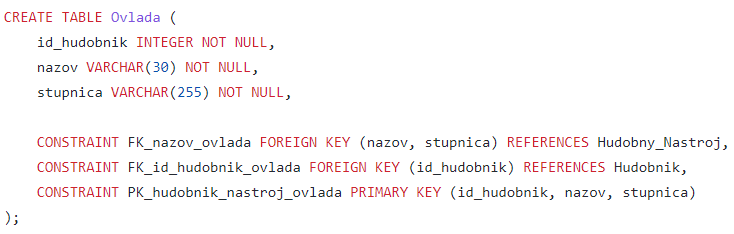 CREATE TABLE Ovlada (
    id_hudobnik INTEGER NOT NULL,
    nazov VARCHAR(30) NOT NULL,
    stupnica VARCHAR(255) NOT NULL,

    CONSTRAINT FK_nazov_ovlada FOREIGN KEY (nazov, stupnica) REFERENCES Hudobny_Nastroj,
    CONSTRAINT FK_id_hudobnik_ovlada FOREIGN KEY (id_hudobnik) REFERENCES Hudobnik,
    CONSTRAINT PK_hudobnik_nastroj_ovlada PRIMARY KEY (id_hudobnik, nazov, stupnica)
);